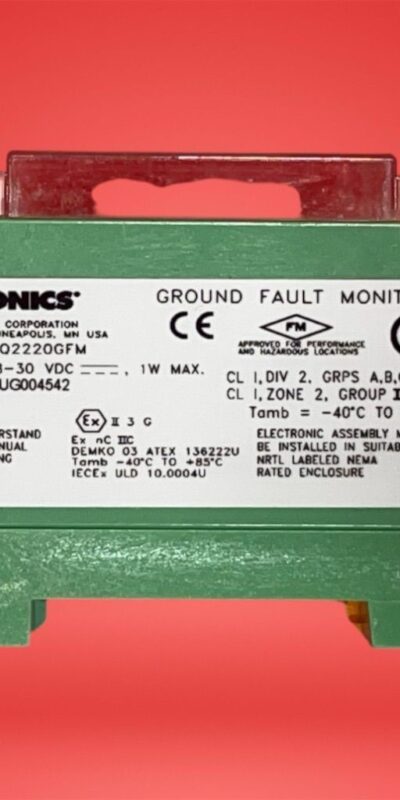 ONICS
GROUND FAULT MONIT
CORPORATION
NEAPOLIS, MN USA
Q2220GFM
CE
FM
APPROVED FOR PERFORMANCE
AND HAZARDOUS LOCATIONS
8-30 VDC , 1W MAX.
UG004542
CL I,DIV 2, GRPS A,B,
CL I,ZONE 2, GROUP I
Tamb = -40°C TO
Ex II 3 G
Ex nC IIC
DEMKO 03 ATEX 136222U
Tamb -40°C TO +85°C
IECEx ULD 10.0004U
RSTAND
NUAL
NG
ELECTRONIC ASSEMBLY M
BE INSTALLED IN SUITAB
NRTL LABELED NEMA
RATED ENCLOSURE